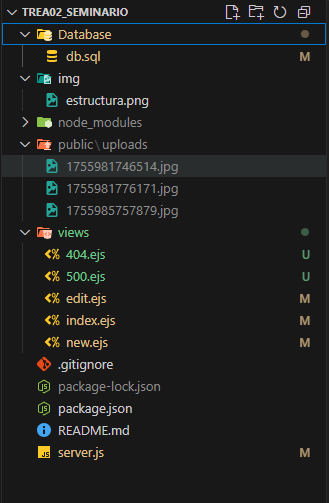 TREA02_SEMINARIO
Database
db.sql M
img
estructura.png
node_modules
public\uploads
1755981746514.jpg
1755981776171.jpg
1755985757879.jpg
views
404.ejs U
500.ejs U
edit.ejs M
index.ejs M
new.ejs M
.gitignore
package-lock.json
package.json
README.md
server.js M